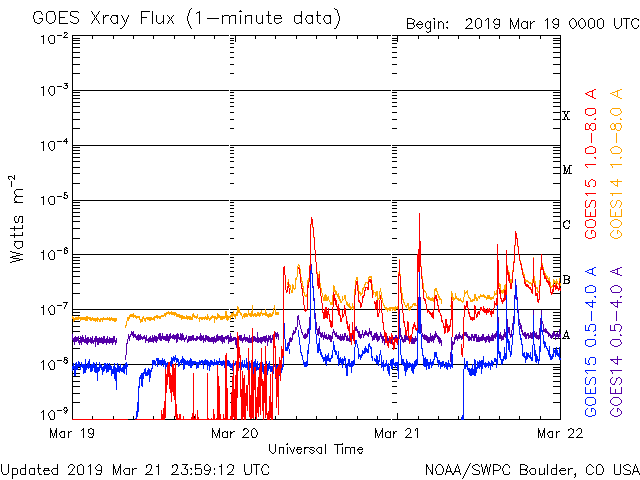 GOES Xray Flux (1-minute data)
Begin: 2019 Mar 19 0000 UTC
10-2
10-3
10-4
10-5
10-6
10-7
10-8
10-9
Watts m-2
X
M
C
B
A
GOES15 1.0-8.0 A
GOES14 1.0-8.0 A
GOES15 0.5-4.0 A
GOES14 0.5-4.0 A
Mar 19 Mar 20 Mar 21 Mar 22
Universal Time
Updated 2019 Mar 21 23:59:12 UTC
NOAA/SWPC Boulder, CO USA